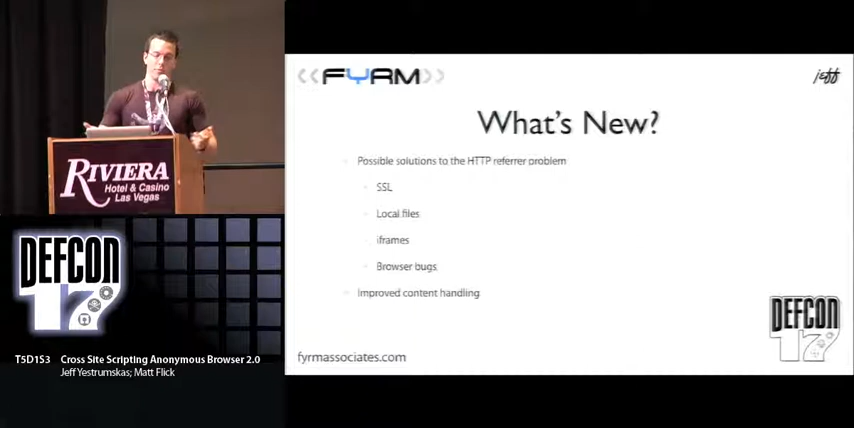 RIVIERA
Hotel & Casino
Las Vegas
DEFCON
17
T5D153 Cross Site Scripting Anonymous Browser 2.0
Jeff Yestrumskas; Matt Flick
((FYRM))
jeff
What's New?
Possible solutions to the HTTP referrer problem
SSL
Local files
iframes
Browser bugs
Improved content handling
fyrmassociates.com
DEFCON
17